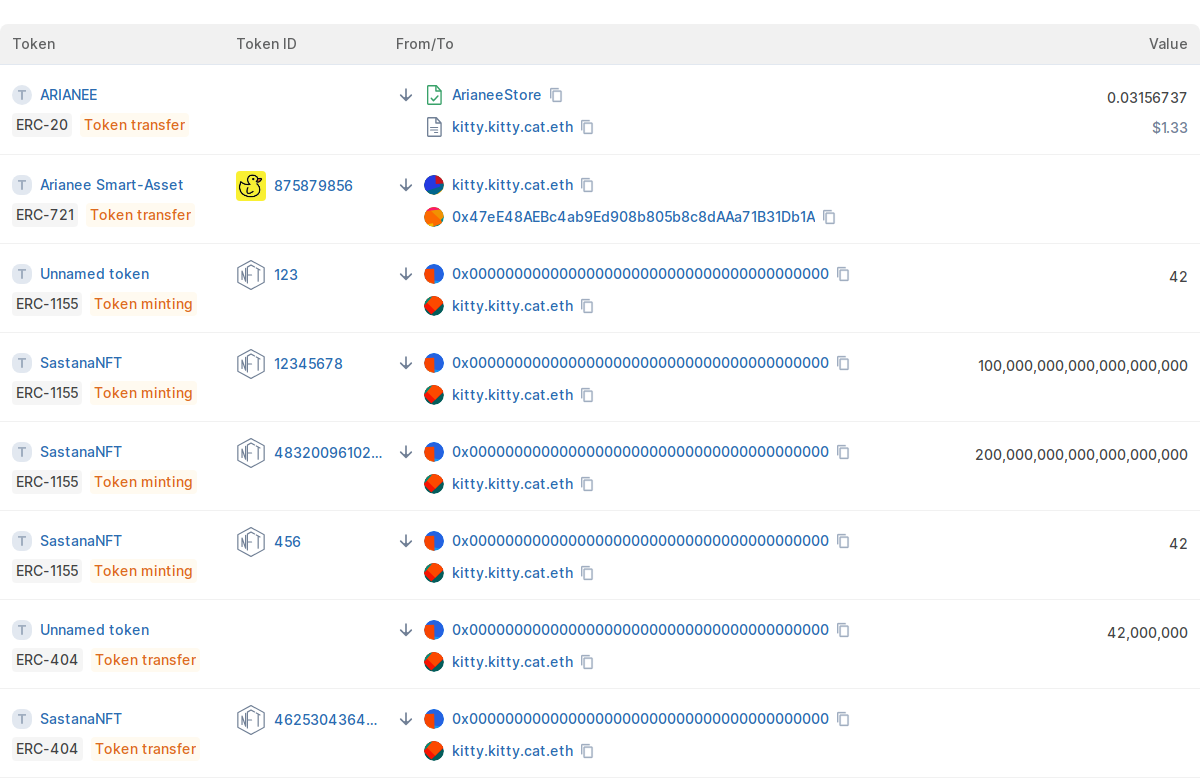 Token Token ID From/To Value
T ARIANEE ArianeeStore 0.03156737
ERC-20 Token transfer kitty.kitty.cat.eth $1.33
T Arianee Smart-Asset 875879856 kitty.kitty.cat.eth
ERC-721 Token transfer 0x47eE48AEBc4ab9Ed908b805b8c8dAAa71B31Db1A
T Unnamed token NFT 123 0x0000000000000000000000000000000000000000 42
ERC-1155 Token minting kitty.kitty.cat.eth
T SastanaNFT NFT 12345678 0x0000000000000000000000000000000000000000 100,000,000,000,000,000,000
ERC-1155 Token minting kitty.kitty.cat.eth
T SastanaNFT NFT 48320096102... 0x0000000000000000000000000000000000000000 200,000,000,000,000,000,000
ERC-1155 Token minting kitty.kitty.cat.eth
T SastanaNFT NFT 456 0x0000000000000000000000000000000000000000 42
ERC-1155 Token minting kitty.kitty.cat.eth
T Unnamed token 0x0000000000000000000000000000000000000000 42,000,000
ERC-404 Token transfer kitty.kitty.cat.eth
T SastanaNFT NFT 4625304364... 0x0000000000000000000000000000000000000000
ERC-404 Token transfer kitty.kitty.cat.eth